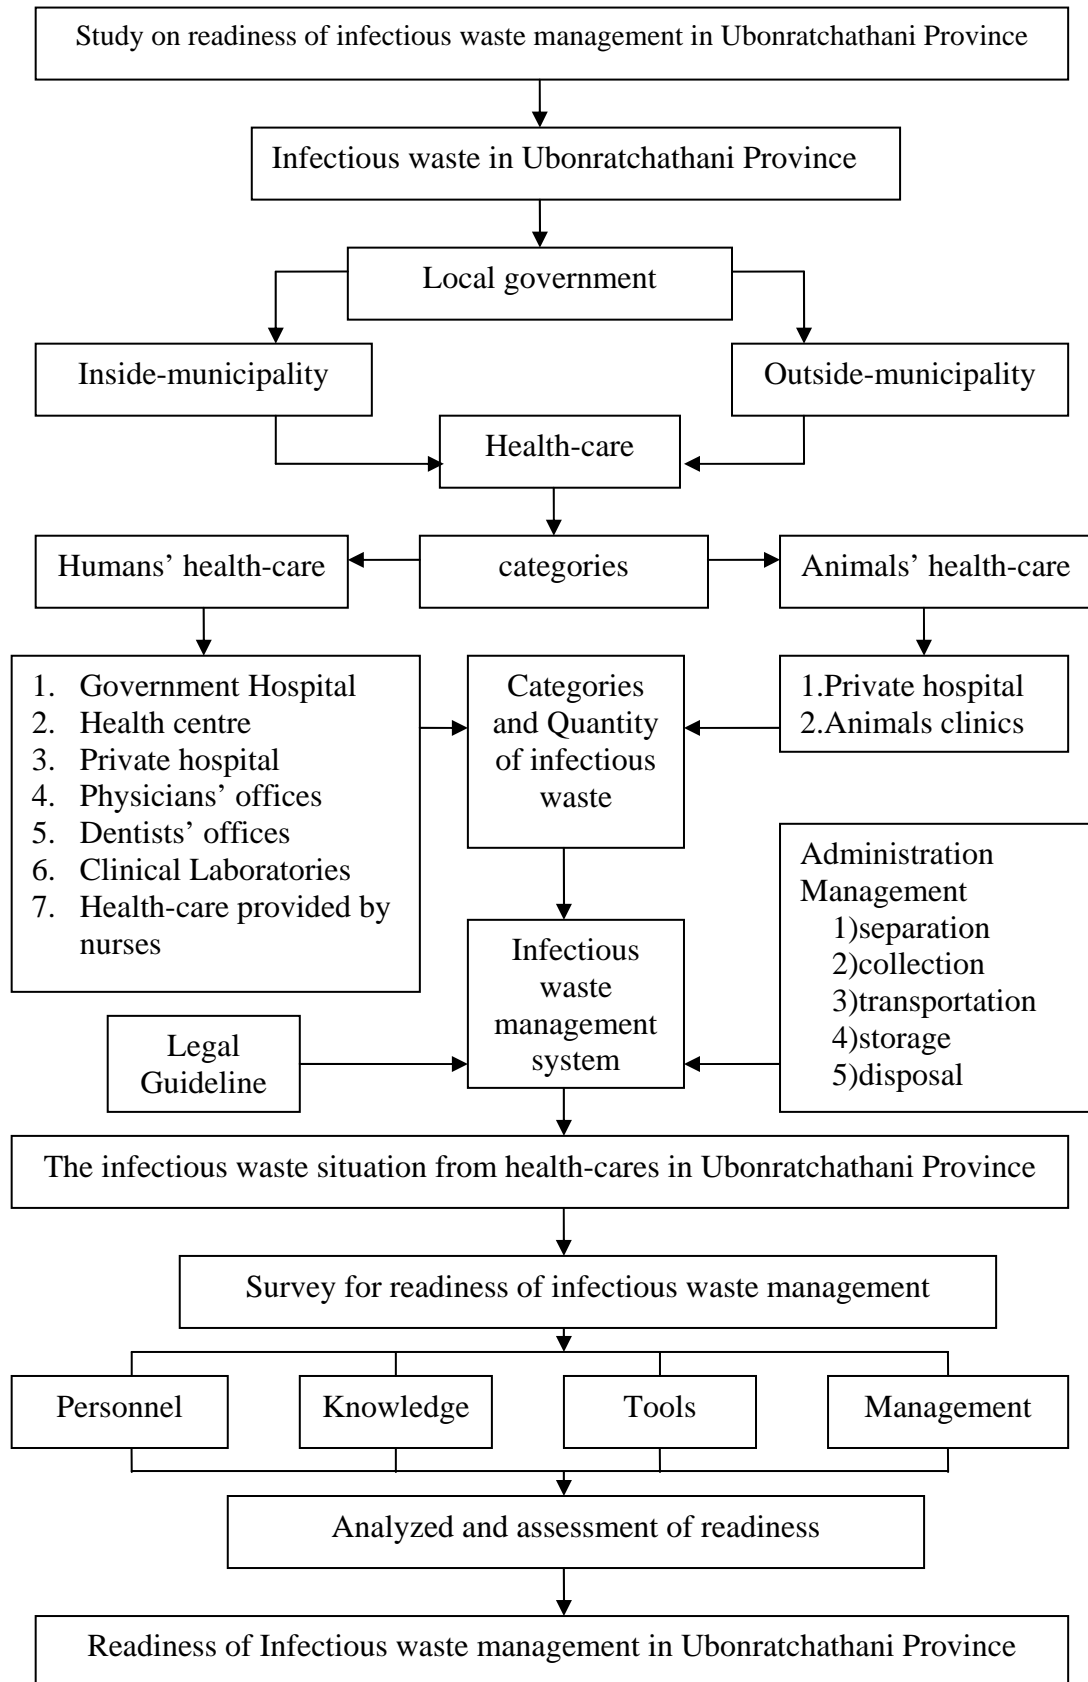 Study on readiness of infectious waste management in Ubonratchathani Province
Infectious waste in Ubonratchathani Province
Local government
Inside-municipality
Outside-municipality
Health-care
Humans’ health-care
categories
Animals’ health-care
1. Government Hospital
2. Health centre
3. Private hospital
4. Physicians’ offices
5. Dentists’ offices
6. Clinical Laboratories
7. Health-care provided by
nurses
Categories
and Quantity
of infectious
waste
1.Private hospital
2.Animals clinics
Administration
Management
1)separation
2)collection
3)transportation
4)storage
5)disposal
Infectious
waste
management
system
Legal
Guideline
The infectious waste situation from health-cares in Ubonratchathani Province
Survey for readiness of infectious waste management
Personnel
Knowledge
Tools
Management
Analyzed and assessment of readiness
Readiness of Infectious waste management in Ubonratchathani Province